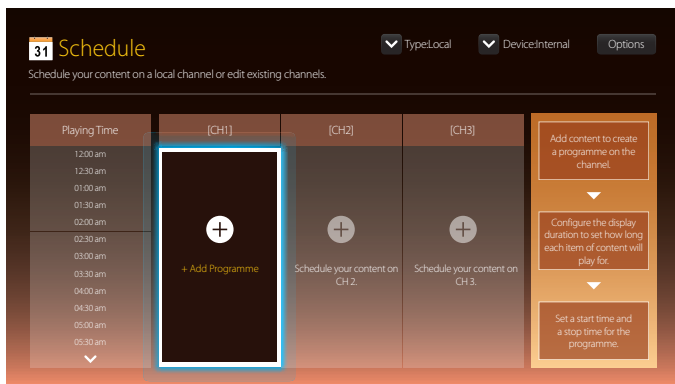 31 Schedule
Type:Local
Device:Internal
Options
Schedule your content on a local channel or edit existing channels.
Playing Time
[CH1]
[CH2]
[CH3]
12:00 am
12:30 am
01:00 am
01:30 am
02:00 am
02:30 am
03:00 am
03:30 am
04:00 am
04:30 am
05:00 am
05:30 am
+ Add Programme
Schedule your content on
CH 2.
Schedule your content on
CH 3.
Add content to create
a programme on the
channel.
Configure the display
duration to set how long
each item of content will
play for.
Set a start time and
a stop time for the
programme.